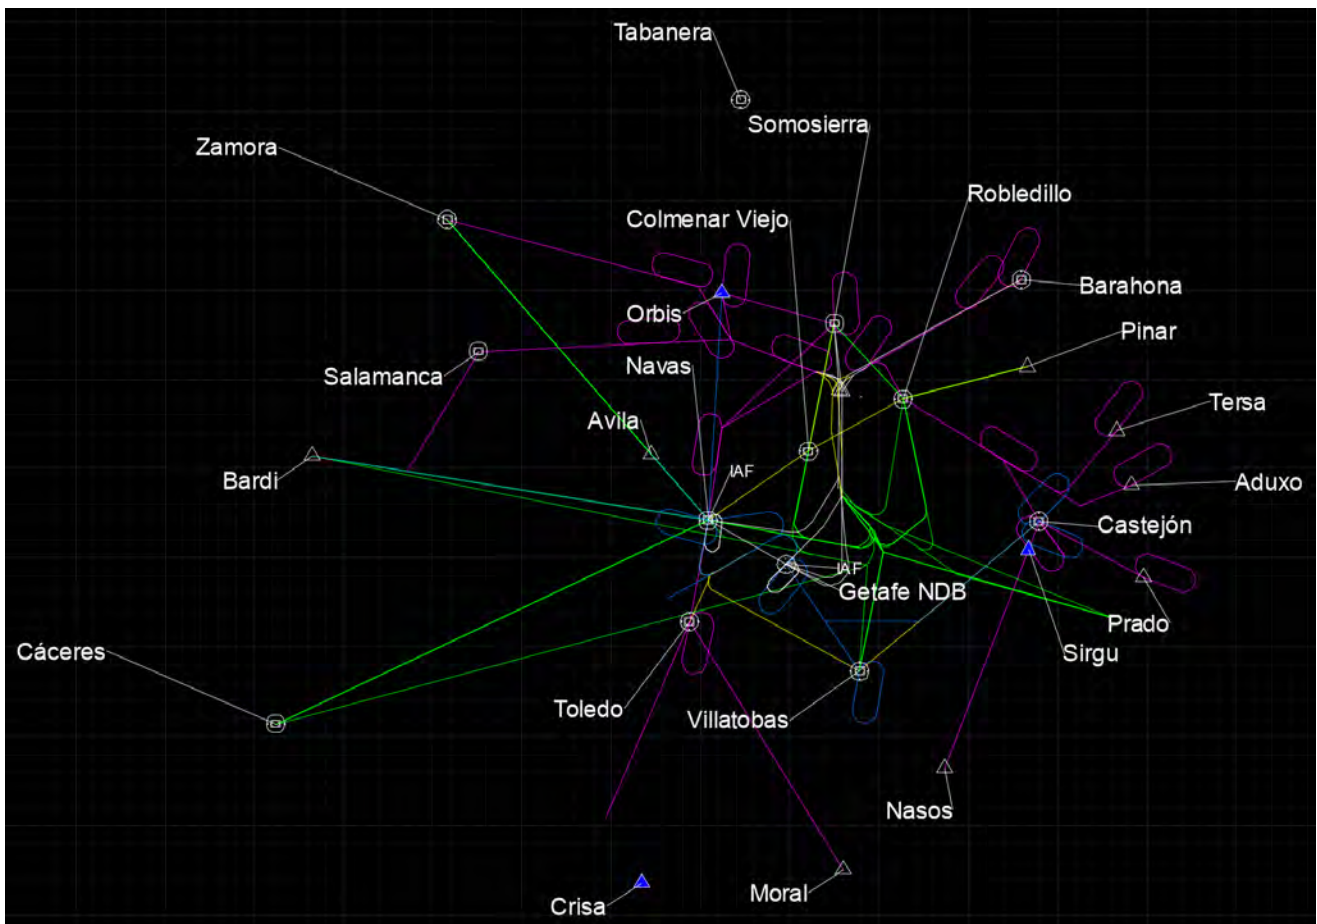 Tabanera
Somosierra
Zamora
Robledillo
Colmenar Viejo
Barahona
Orbis
Pinar
Navas
Salamanca
Tersa
Avila
IAF
Bardi
Aduxo
Castejón
IAF
Getafe NDB
Prado
Sirgu
Cáceres
Toledo
Villatobas
Nasos
Moral
Crisa